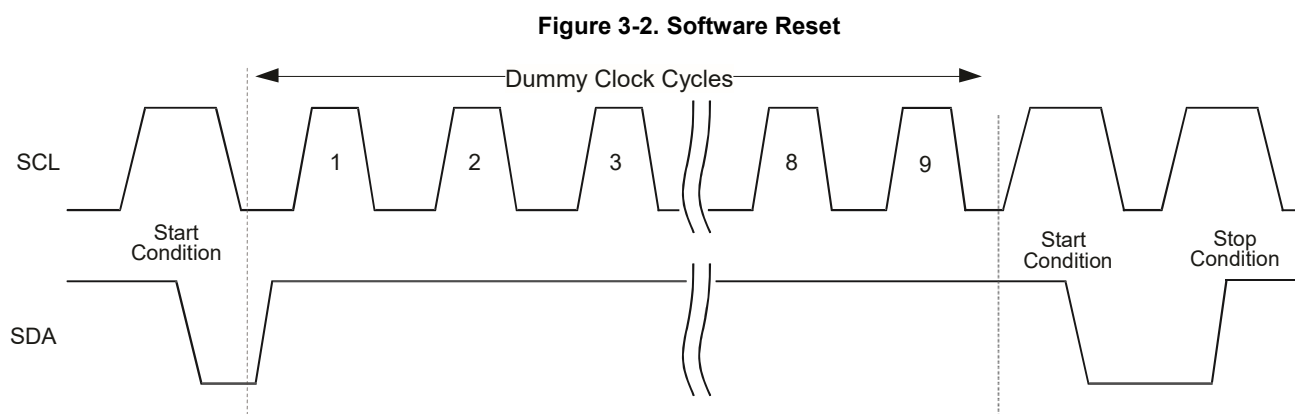 Figure 3-2. Software Reset
Dummy Clock Cycles
SCL
1
2
3
8
9
Start
Condition
Start
Condition
Stop
Condition
SDA